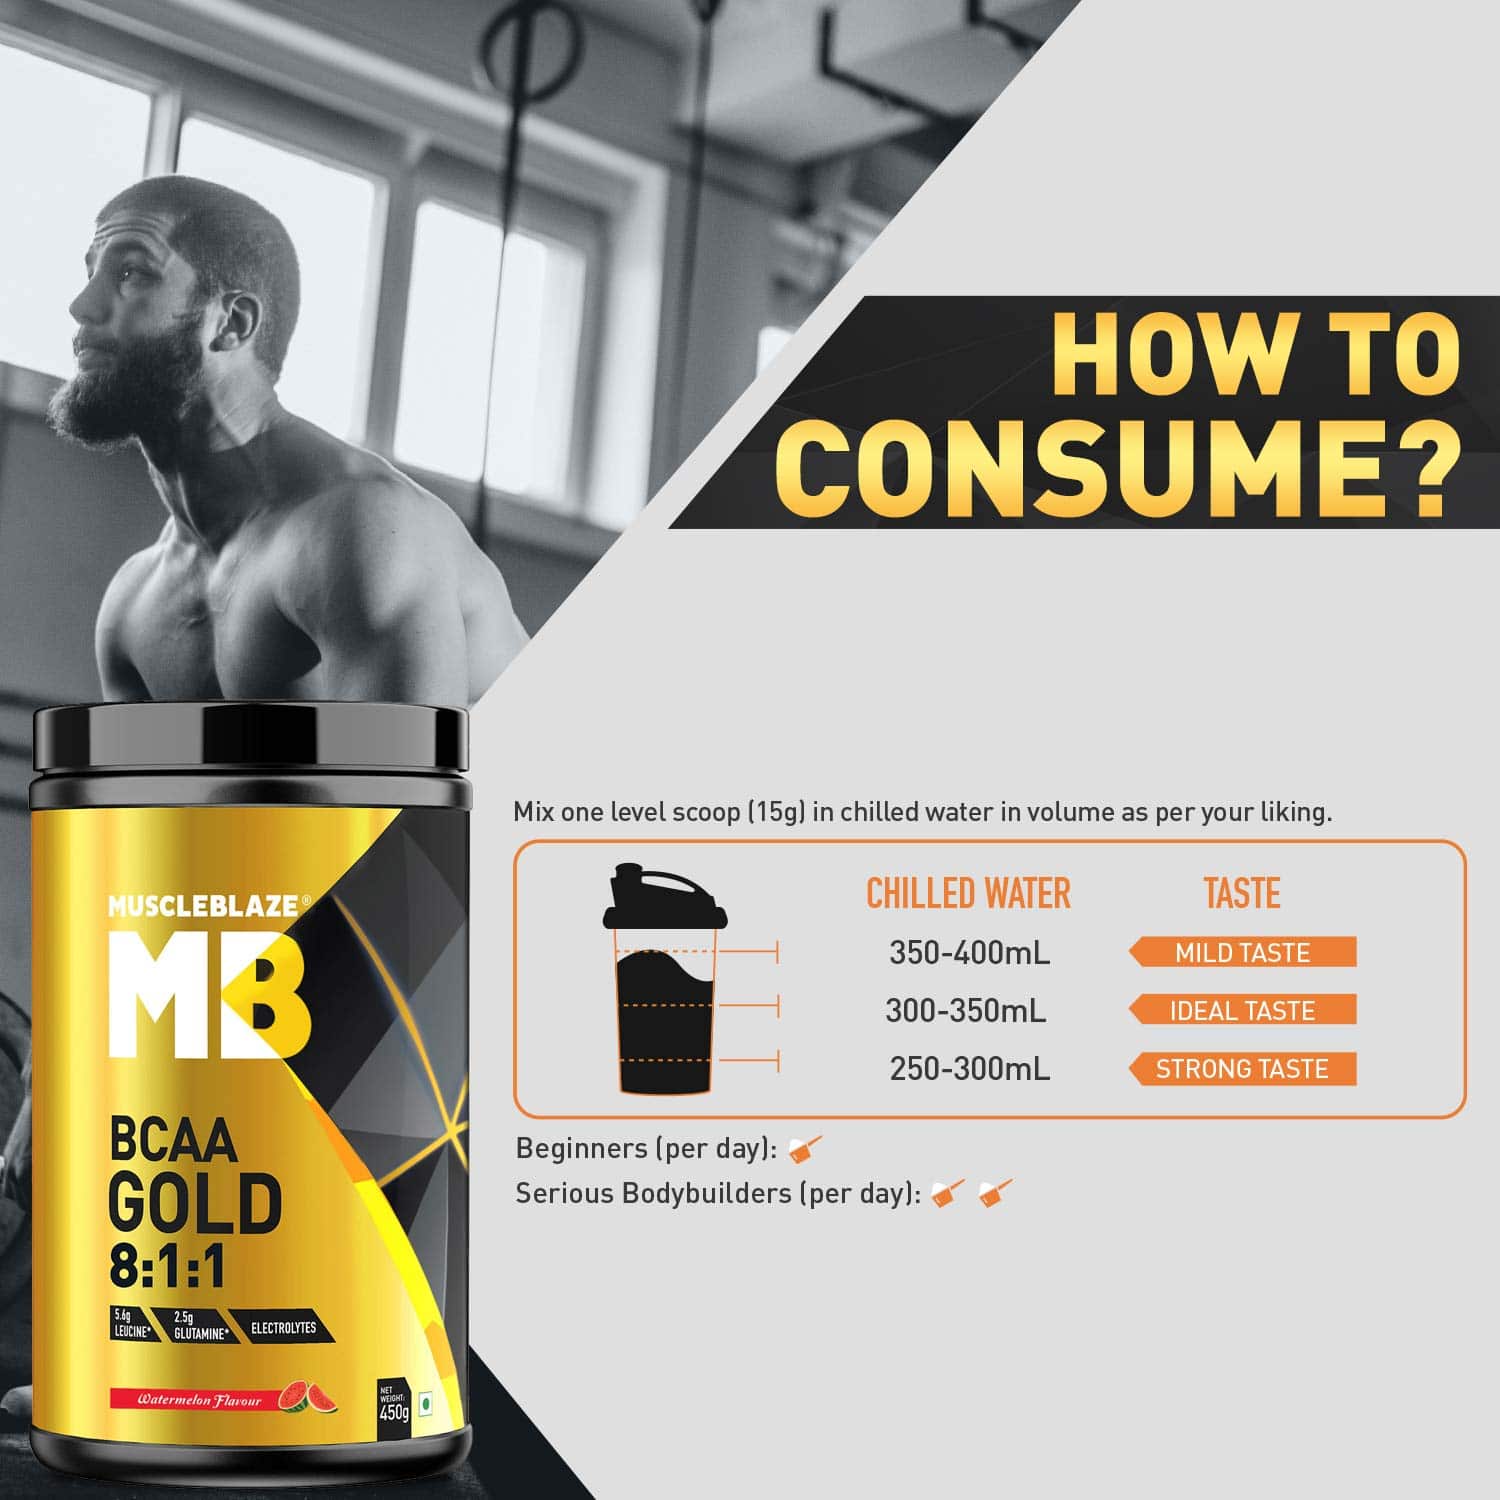 HOW TO
CONSUME?
Mix one level scoop (15g) in chilled water in volume as per your liking.
CHILLED WATER TASTE
350-400mL MILD TASTE
300-350mL IDEAL TASTE
250-300mL STRONG TASTE
Beginners (per day):
Serious Bodybuilders (per day):
MUSCLEBLAZE®
MB
BCAA
GOLD
8:1:1
5.6g
LEUCINE*
2.5g
GLUTAMINE*
ELECTROLYTES
Watermelon Flavour
NET
WEIGHT:
450g